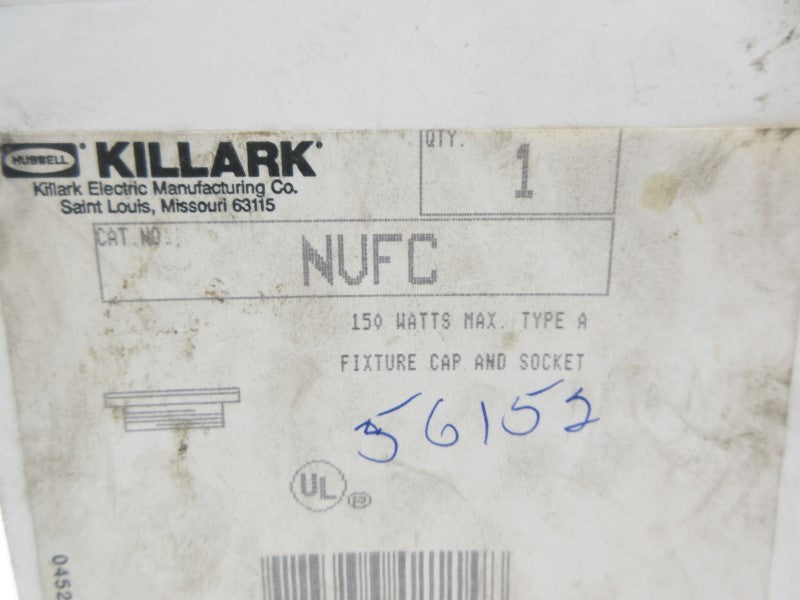 HUBBELL KILLARK®
Killark Electric Manufacturing Co.
Saint Louis, Missouri 63115
QTY.
1
CAT.NO.
NVFC
150 WATTS MAX. TYPE A
FIXTURE CAP AND SOCKET
56152
UL ®
0452